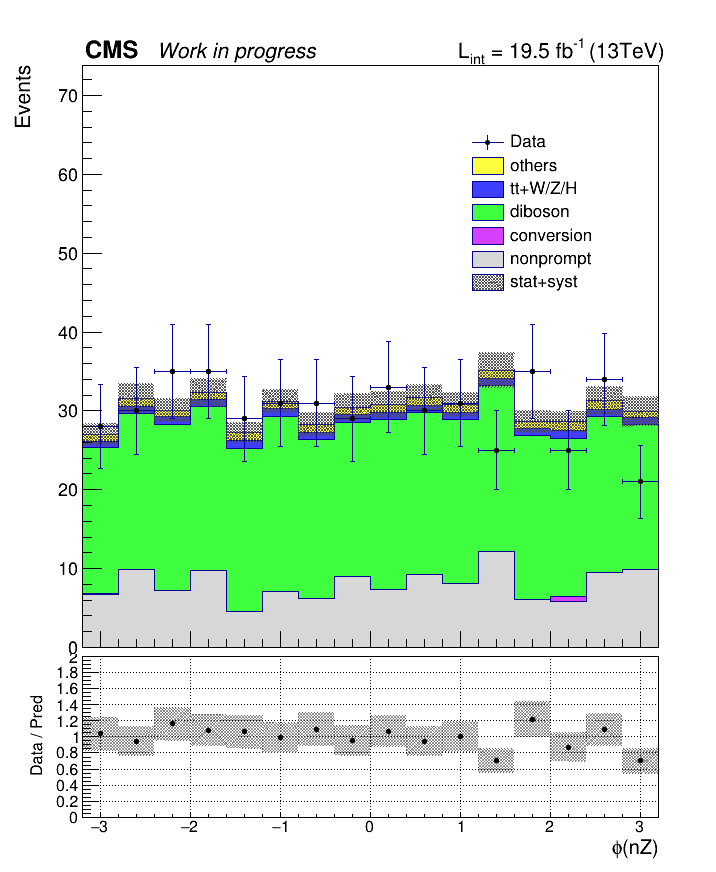 CMS Work in progress L_int = 19.5 fb^-1 (13TeV)
Events
70
60
50
40
30
20
10
0
Data
others
tt+W/Z/H
diboson
conversion
nonprompt
stat+syst
Data / Pred
2
1.8
1.6
1.4
1.2
1
0.8
0.6
0.4
0.2
0
−3 −2 −1 0 1 2 3
ϕ(nZ)